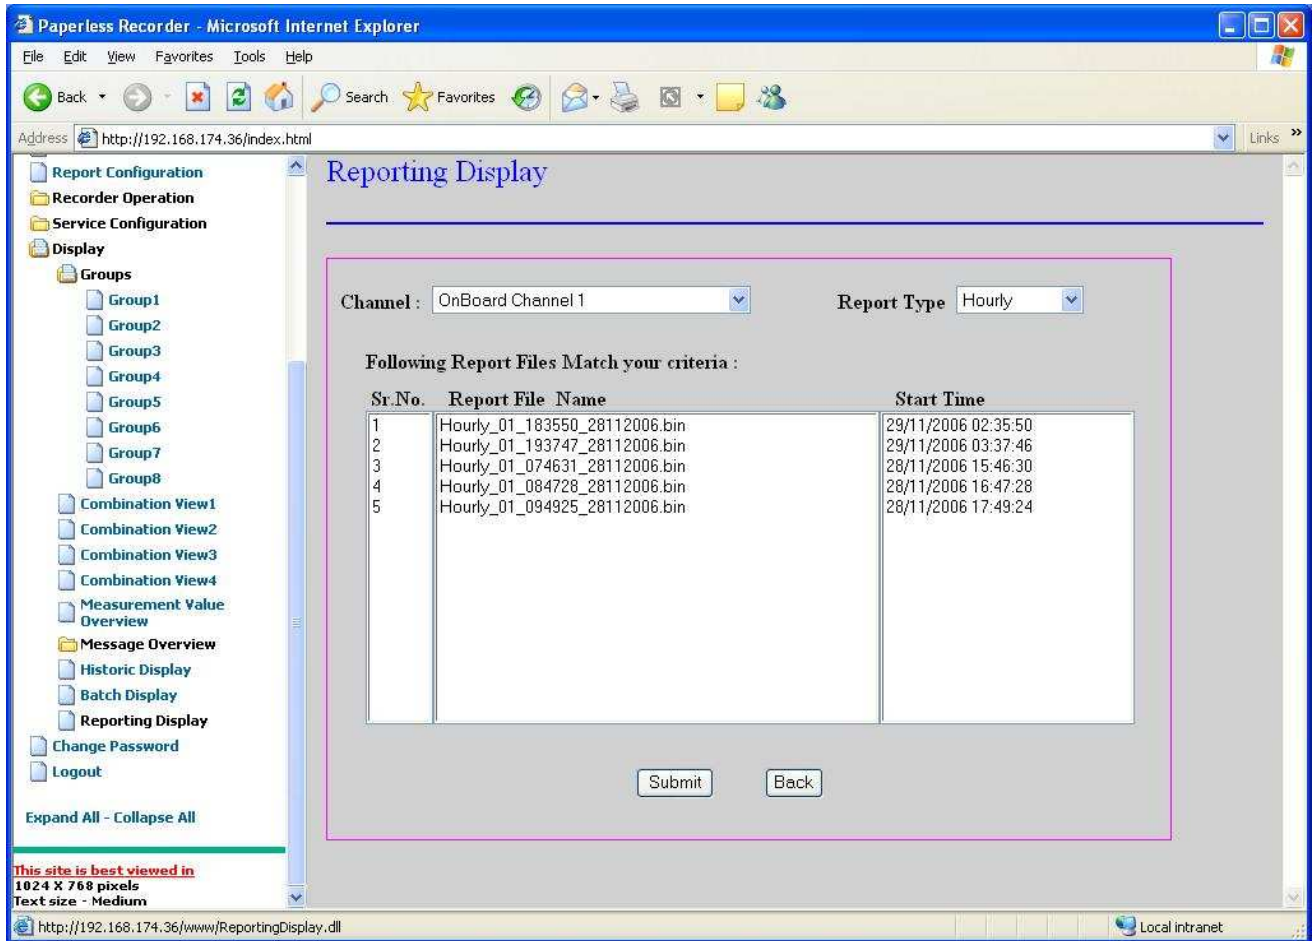 Paperless Recorder - Microsoft Internet Explorer
File Edit View Favorites Tools Help
Back Search Favorites
Address http://192.168.174.36/index.html Links »
Report Configuration
Recorder Operation
Service Configuration
Display
Groups
Group1
Group2
Group3
Group4
Group5
Group6
Group7
Group8
Combination View1
Combination View2
Combination View3
Combination View4
Measurement Value
Overview
Message Overview
Historic Display
Batch Display
Reporting Display
Change Password
Logout
Expand All - Collapse All
This site is best viewed in
1024 X 768 pixels
Text size - Medium
Reporting Display
Channel : OnBoard Channel 1 Report Type Hourly
Following Report Files Match your criteria :
Sr.No. Report File Name Start Time
1 Hourly_01_183550_28112006.bin 29/11/2006 02:35:50
2 Hourly_01_193747_28112006.bin 29/11/2006 03:37:46
3 Hourly_01_074631_28112006.bin 28/11/2006 15:46:30
4 Hourly_01_084728_28112006.bin 28/11/2006 16:47:28
5 Hourly_01_094925_28112006.bin 28/11/2006 17:49:24
Submit Back
http://192.168.174.36/www/ReportingDisplay.dll Local intranet